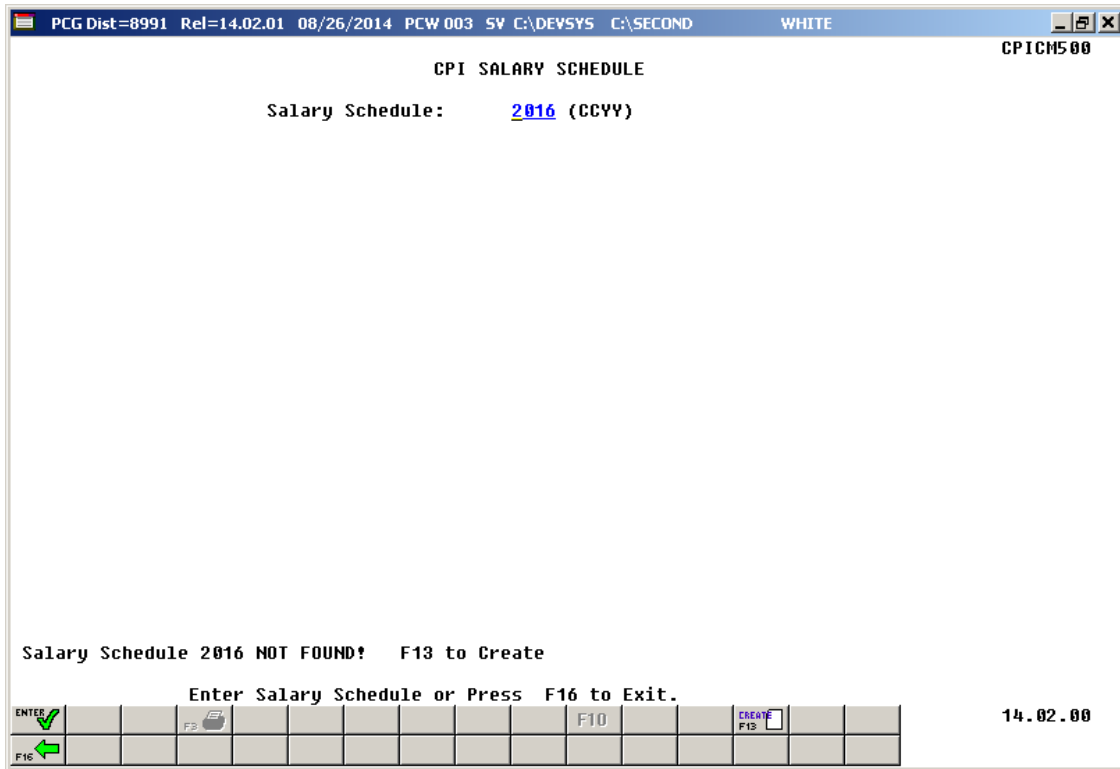 PCG Dist=8991 Rel=14.02.01 08/26/2014 PCW 003 SV C:\DEVSYS C:\SECOND WHITE
CPICM500
CPI SALARY SCHEDULE
Salary Schedule: 2016 (CCYY)
Salary Schedule 2016 NOT FOUND! F13 to Create
Enter Salary Schedule or Press F16 to Exit.
ENTER F3 F10 CREATE F13 14.02.00
F16